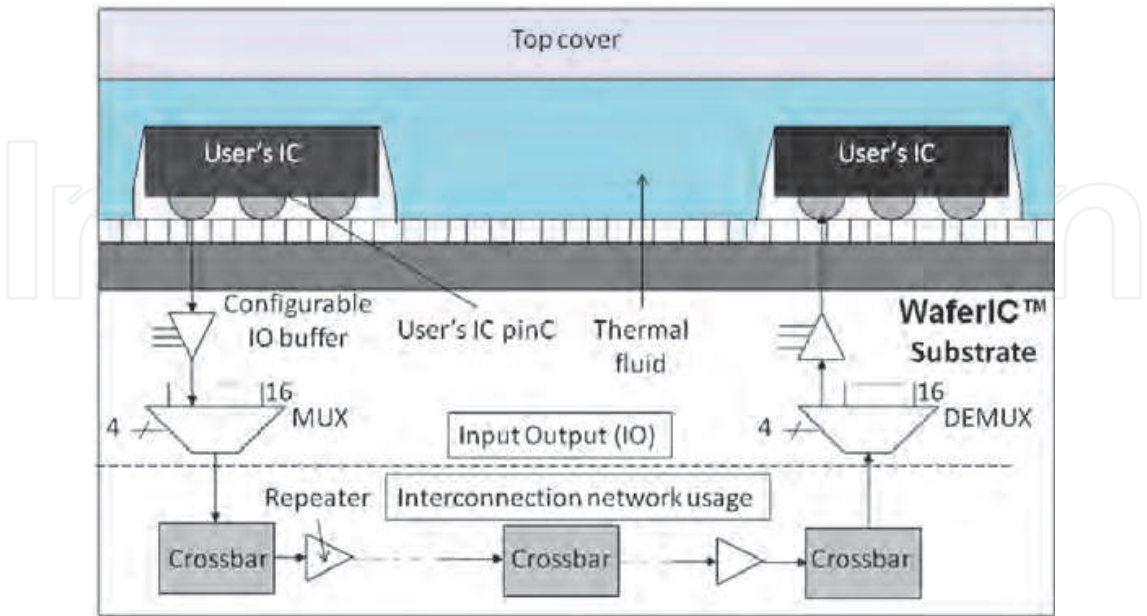 Top cover
User's IC
User's IC
Configurable
IO buffer
User's IC pinC
Thermal
fluid
WaferIC™
Substrate
16
MUX
4
16
DEMUX
4
Input Output (IO)
Repeater
Interconnection network usage
Crossbar
Crossbar
Crossbar